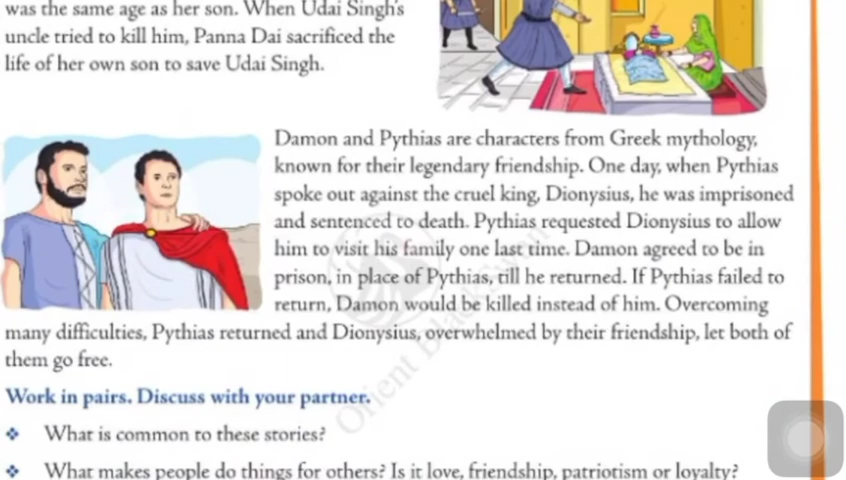 was the same age as her son. When Udai Singh's
uncle tried to kill him, Panna Dai sacrificed the
life of her own son to save Udai Singh.
Damon and Pythias are characters from Greek mythology,
known for their legendary friendship. One day, when Pythias
spoke out against the cruel king, Dionysius, he was imprisoned
and sentenced to death. Pythias requested Dionysius to allow
him to visit his family one last time. Damon agreed to be in
prison, in place of Pythias, till he returned. If Pythias failed to
return, Damon would be killed instead of him. Overcoming
many difficulties, Pythias returned and Dionysius, overwhelmed by their friendship, let both of
them go free.
Work in pairs. Discuss with your partner.
❖ What is common to these stories?
❖ What makes people do things for others? Is it love, friendship, patriotism or loyalty?
Orient BlackSwan